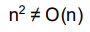 n² ≠ O(n)